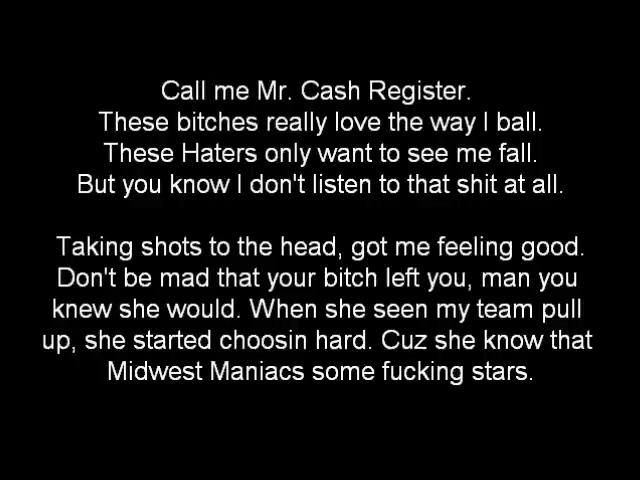 Call me Mr. Cash Register.
These bitches really love the way I ball.
These Haters only want to see me fall.
But you know I don't listen to that shit at all.
Taking shots to the head, got me feeling good.
Don't be mad that your bitch left you, man you
knew she would. When she seen my team pull
up, she started choosin hard. Cuz she know that
Midwest Maniacs some fucking stars.